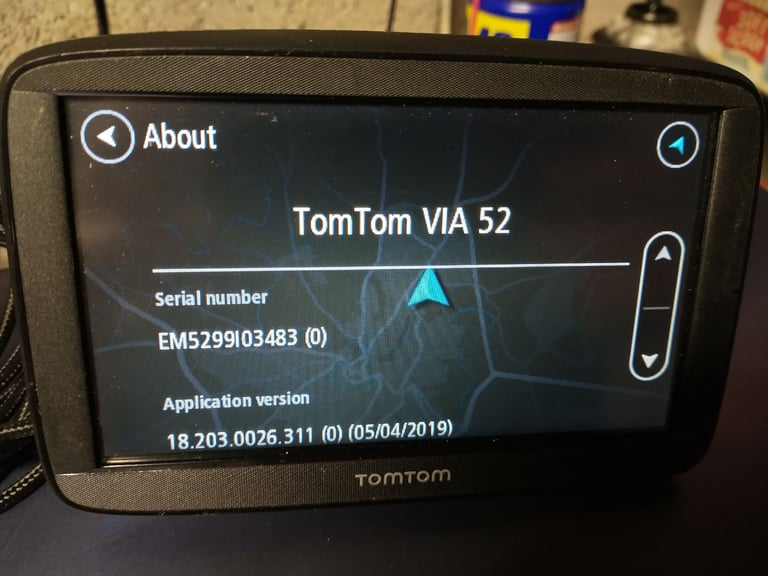 About
TomTom VIA 52
Serial number
EM5299I03483 (0)
Application version
18.203.0026.311 (0) (05/04/2019)
TOMTOM